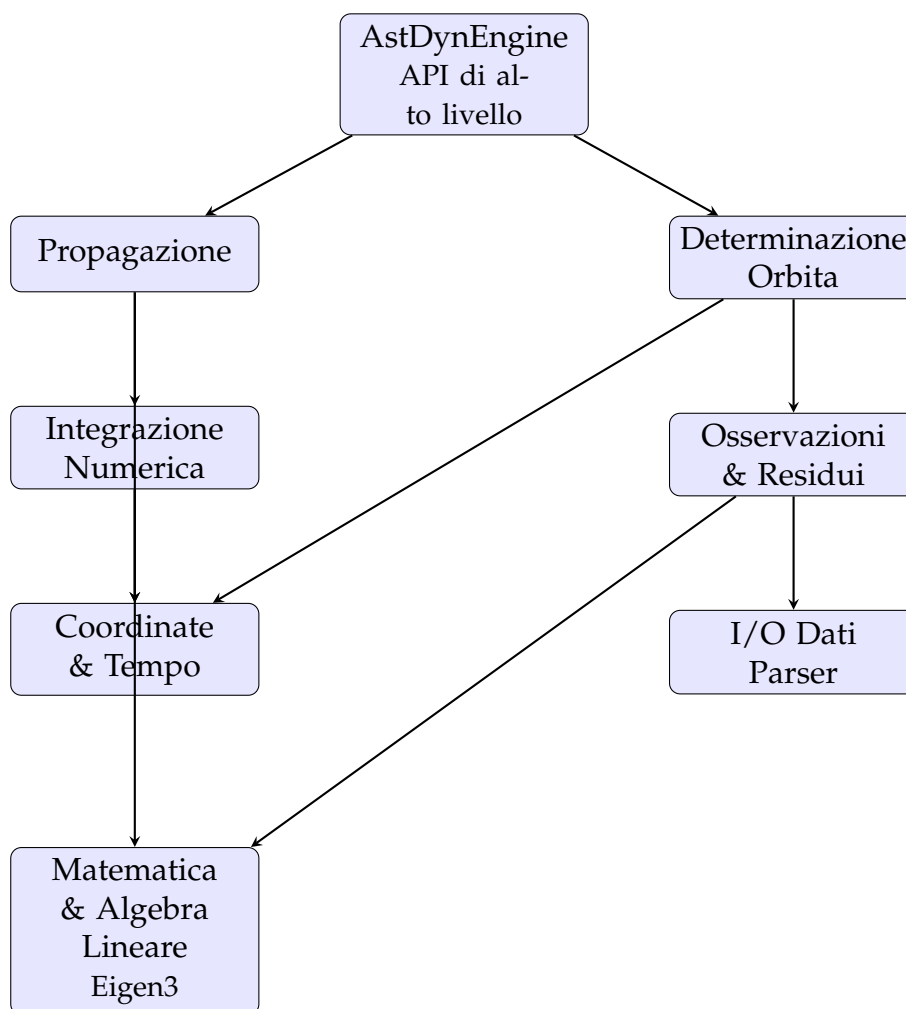 AstDynEngine
API di al-
to livello
Propagazione
Determinazione
Orbita
Integrazione
Numerica
Osservazioni
& Residui
Coordinate
& Tempo
I/O Dati
Parser
Matematica
& Algebra
Lineare
Eigen3